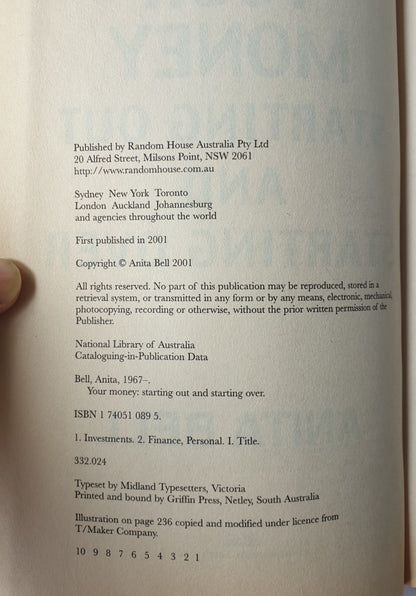 Published by Random House Australia Pty Ltd
20 Alfred Street, Milsons Point, NSW 2061
http://www.randomhouse.com.au
Sydney New York Toronto
London Auckland Johannesburg
and agencies throughout the world
First published in 2001
Copyright © Anita Bell 2001
All rights reserved. No part of this publication may be reproduced, stored in a
retrieval system, or transmitted in any form or by any means, electronic, mechanical,
photocopying, recording or otherwise, without the prior written permission of the
Publisher.
National Library of Australia
Cataloguing-in-Publication Data
Bell, Anita, 1967–.
Your money: starting out and starting over.
ISBN 1 74051 089 5.
1. Investments. 2. Finance, Personal. I. Title.
332.024
Typeset by Midland Typesetters, Victoria
Printed and bound by Griffin Press, Netley, South Australia
Illustration on page 236 copied and modified under licence from
T/Maker Company.
10 9 8 7 6 5 4 3 2 1